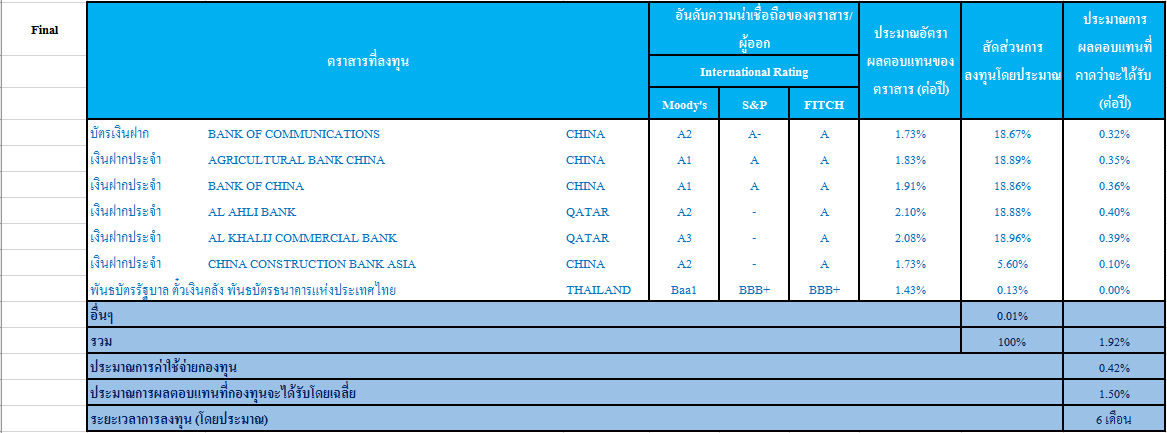 Final
ตราสารที่ลงทุน
อันดับความน่าเชื่อถือของตราสาร/
ผู้ออก
International Rating
Moody's S&P FITCH
ประมาณอัตรา
ผลตอบแทนของ
ตราสาร (ต่อปี)
สัดส่วนการ
ลงทุนโดยประมาณ
ประมาณการ
ผลตอบแทนที่
คาดว่าจะได้รับ
(ต่อปี)
บัตรเงินฝาก BANK OF COMMUNICATIONS CHINA A2 A- A 1.73% 18.67% 0.32%
เงินฝากประจำ AGRICULTURAL BANK CHINA CHINA A1 A A 1.83% 18.89% 0.35%
เงินฝากประจำ BANK OF CHINA CHINA A1 A A 1.91% 18.86% 0.36%
เงินฝากประจำ AL AHLI BANK QATAR A2 - A 2.10% 18.88% 0.40%
เงินฝากประจำ AL KHALIJ COMMERCIAL BANK QATAR A3 - A 2.08% 18.96% 0.39%
เงินฝากประจำ CHINA CONSTRUCTION BANK ASIA CHINA A2 - A 1.73% 5.60% 0.10%
พันธบัตรรัฐบาล ตั๋วเงินคลัง พันธบัตรธนาคารแห่งประเทศไทย THAILAND Baa1 BBB+ BBB+ 1.43% 0.13% 0.00%
อื่นๆ 0.01%
รวม 100% 1.92%
ประมาณการค่าใช้จ่ายกองทุน 0.42%
ประมาณการผลตอบแทนที่กองทุนจะได้รับโดยเฉลี่ย 1.50%
ระยะเวลาการลงทุน (โดยประมาณ) 6 เดือน